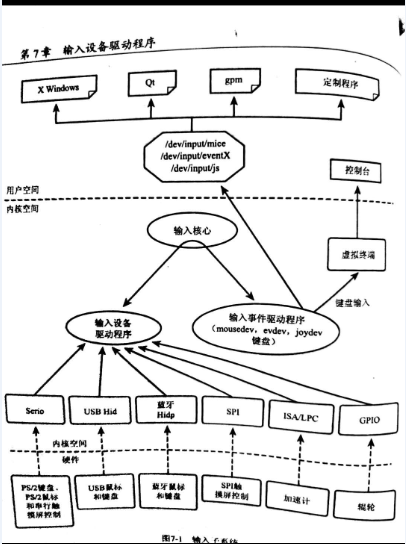 第7章 输入设备驱动程序
X Windows
Qt
gpm
定制程序
/dev/input/mice
/dev/input/eventX
/dev/input/js
控制台
用户空间
内核空间
输入核心
虚拟终端
键盘输入
输入设备
驱动程序
输入事件驱动程序
（mousedev，evdev，joydev
键盘）
Serio
USB Hid
蓝牙
Hidp
SPI
ISA/LPC
GPIO
内核空间
硬件
PS/2键盘、
PS/2鼠标
和串行触
摸屏控制
USB鼠标
和键盘
蓝牙鼠标
和键盘
SPI触
摸屏控制
加速计
辊轮
图7-1 输入子系统